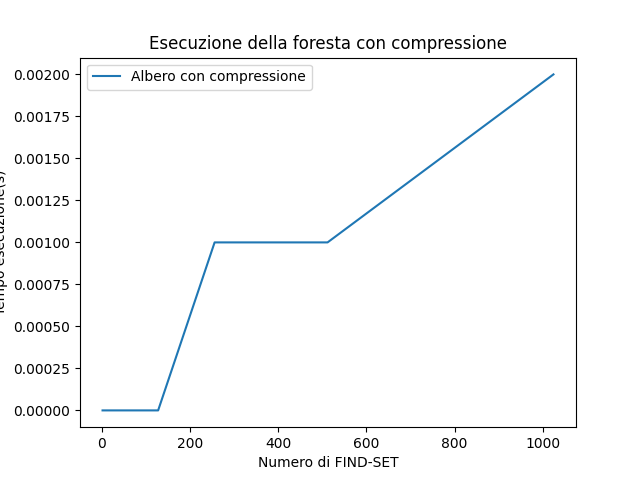 Esecuzione della foresta con compressione
Albero con compressione
0.00200
0.00175
0.00150
0.00125
0.00100
0.00075
0.00050
0.00025
0.00000
Tempo esecuzione(s)
0 200 400 600 800 1000
Numero di FIND-SET